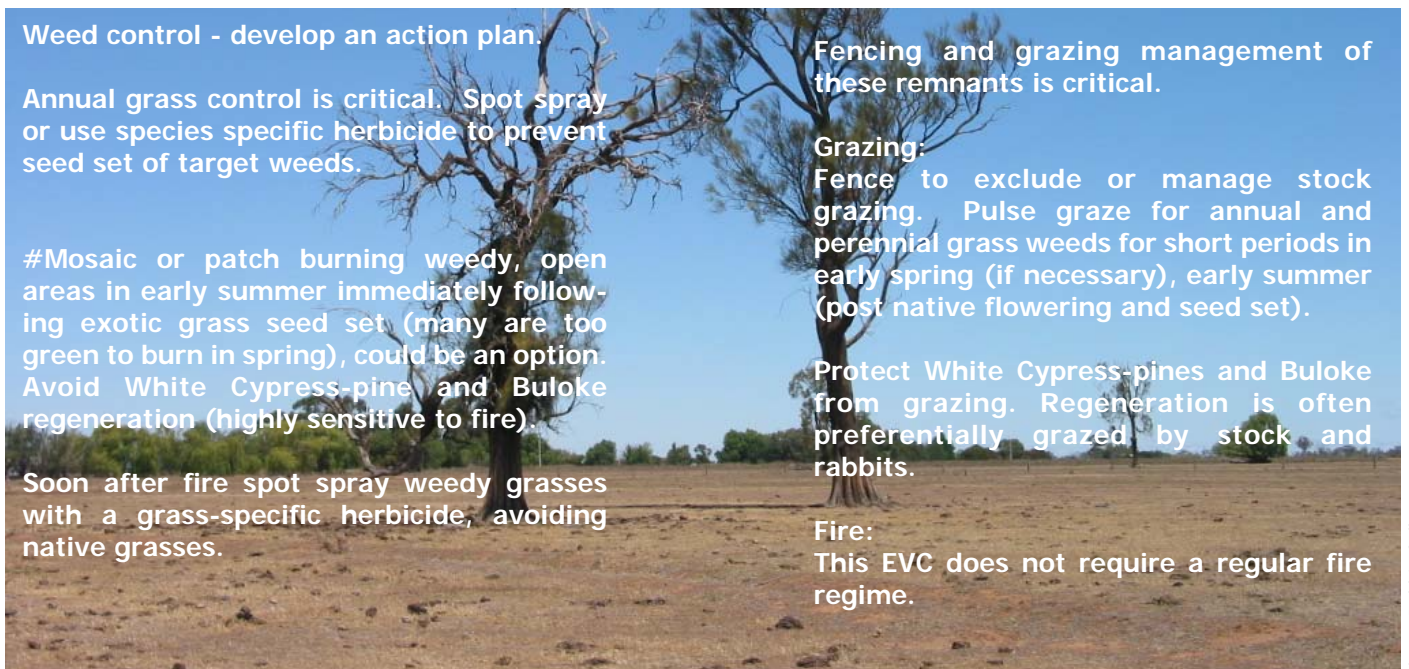 Weed control - develop an action plan.
Annual grass control is critical.  Spot spray
or use species specific herbicide to prevent
seed set of target weeds.
#Mosaic or patch burning weedy, open
areas in early summer immediately follow-
ing exotic grass seed set (many are too
green to burn in spring), could be an option.
Avoid White Cypress-pine and Buloke
regeneration (highly sensitive to fire).
Soon after fire spot spray weedy grasses
with a grass-specific herbicide, avoiding
native grasses.
Fencing and grazing management of
these remnants is critical.
Grazing:
Fence to exclude or manage stock
grazing.  Pulse graze for annual and
perennial grass weeds for short periods in
early spring (if necessary), early summer
(post native flowering and seed set).
Protect White Cypress-pines and Buloke
from grazing. Regeneration is often
preferentially grazed by stock and
rabbits.
Fire:
This EVC does not require a regular fire
regime.